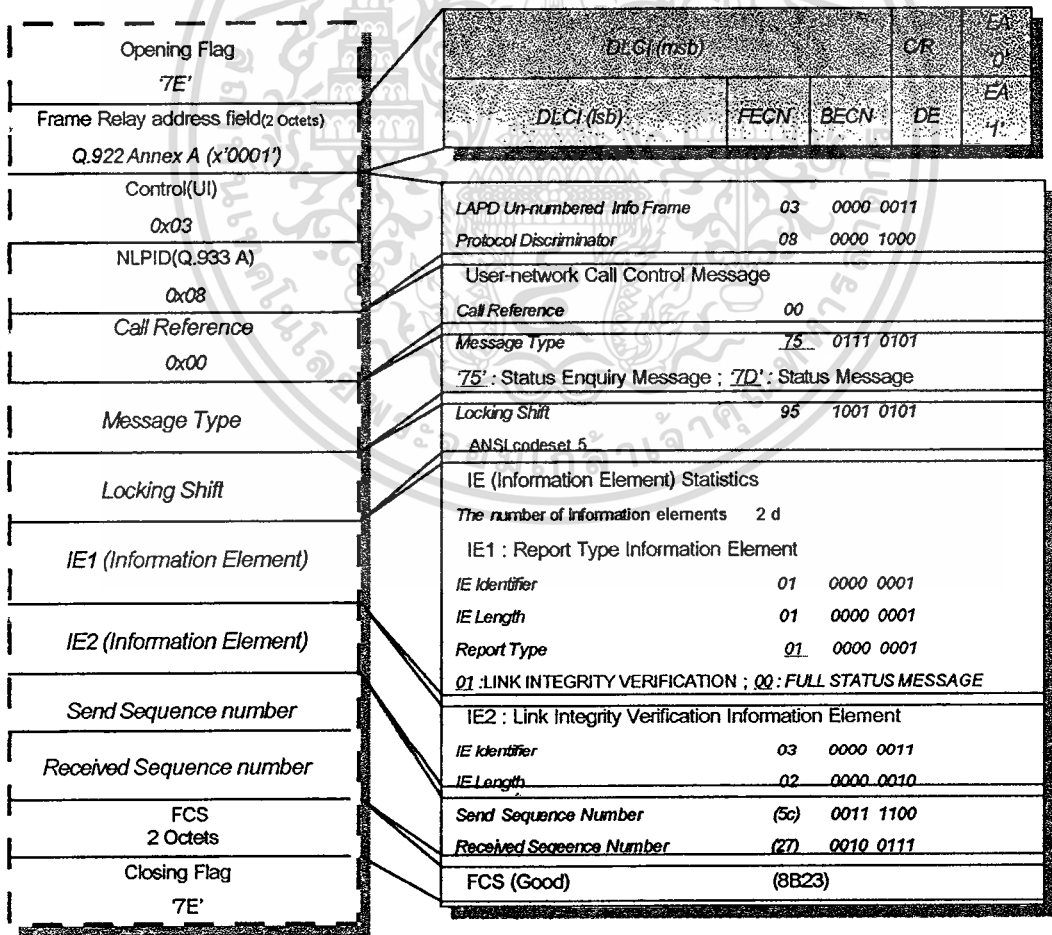 Opening Flag
'7E'
Frame Relay address field(2 Octets)
Q.922 Annex A (x'0001')
Control(UI)
0x03
NLPID(Q.933 A)
0x08
Call Reference
0x00
Message Type
Locking Shift
IE1 (Information Element)
IE2 (Information Element)
Send Sequence number
Received Sequence number
FCS
2 Octets
Closing Flag
7E'
DLCI (msb) C/R EA
'0'
DLCI (lsb) FECN BECN DE EA
'1'
LAPD Un-numbered Info Frame 03 0000 0011
Protocol Discriminator 08 0000 1000
User-network Call Control Message
Call Reference 00
Message Type 75 0111 0101
'75' : Status Enquiry Message ; '7D' : Status Message
Locking Shift 95 1001 0101
ANSI codeset 5
IE (Information Element) Statistics
The number of information elements 2 d
IE1 : Report Type Information Element
IE Identifier 01 0000 0001
IE Length 01 0000 0001
Report Type 01 0000 0001
01 :LINK INTEGRITY VERIFICATION ; 00 : FULL STATUS MESSAGE
IE2 : Link Integrity Verification Information Element
IE Identifier 03 0000 0011
IE Length 02 0000 0010
Send Sequence Number (5c) 0011 1100
Received Seqeence Number (27) 0010 0111
FCS (Good) (8B23)